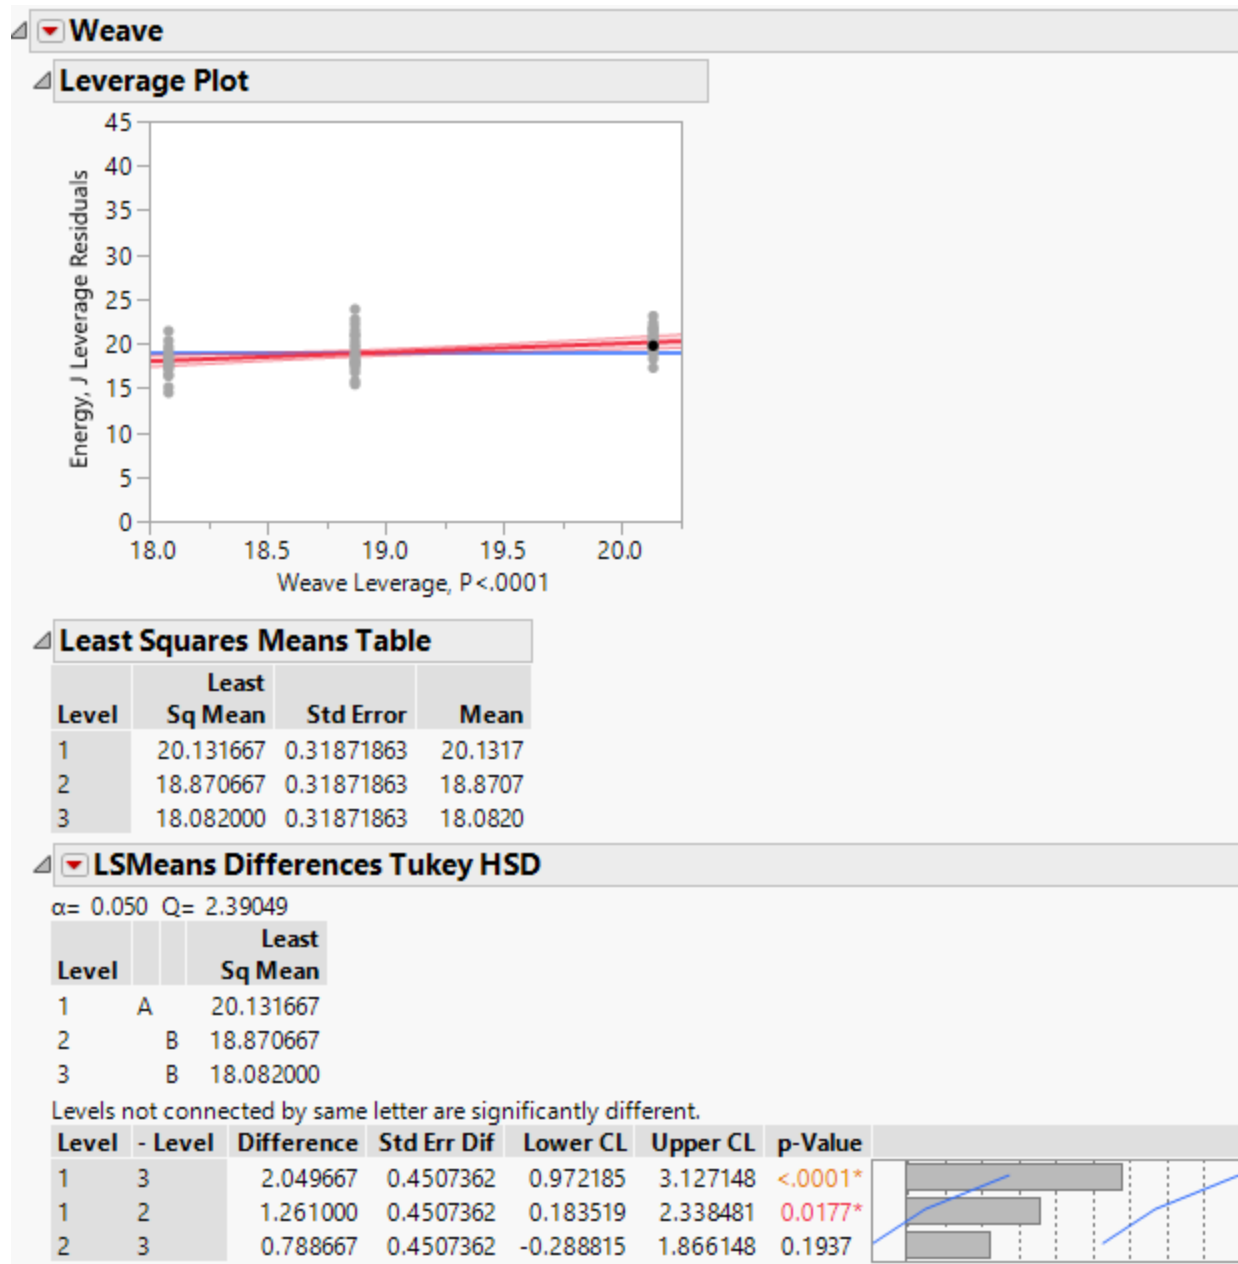 Weave
Leverage Plot
45
40
35
30
25
20
15
10
5
0
Energy, J Leverage Residuals
18.0 18.5 19.0 19.5 20.0
Weave Leverage, P<.0001
Least Squares Means Table
Least
Level Sq Mean Std Error Mean
1 20.131667 0.31871863 20.1317
2 18.870667 0.31871863 18.8707
3 18.082000 0.31871863 18.0820
LSMeans Differences Tukey HSD
α= 0.050 Q= 2.39049
Least
Level Sq Mean
1 A 20.131667
2 B 18.870667
3 B 18.082000
Levels not connected by same letter are significantly different.
Level - Level Difference Std Err Dif Lower CL Upper CL p-Value
1 3 2.049667 0.4507362 0.972185 3.127148 <.0001*
1 2 1.261000 0.4507362 0.183519 2.338481 0.0177*
2 3 0.788667 0.4507362 -0.288815 1.866148 0.1937